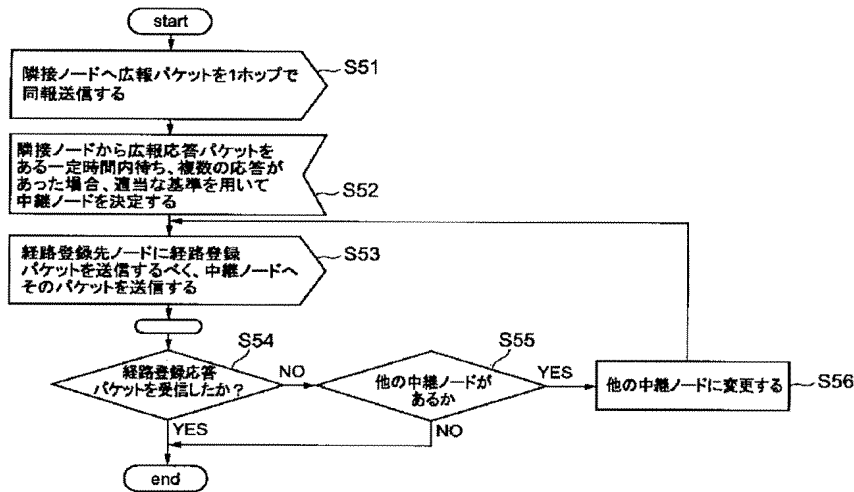 start
隣接ノードへ広報パケットを1ホップで
同報送信する
S51
隣接ノードから広報応答パケットを
ある一定時間内待ち、複数の応答が
あった場合、適当な基準を用いて
中継ノードを決定する
S52
経路登録先ノードに経路登録
パケットを送信するべく、中継ノードへ
そのパケットを送信する
S53
S54
経路登録応答
パケットを受信したか？
NO
YES
S55
他の中継ノードが
あるか
YES
NO
他の中継ノードに変更する
S56
end